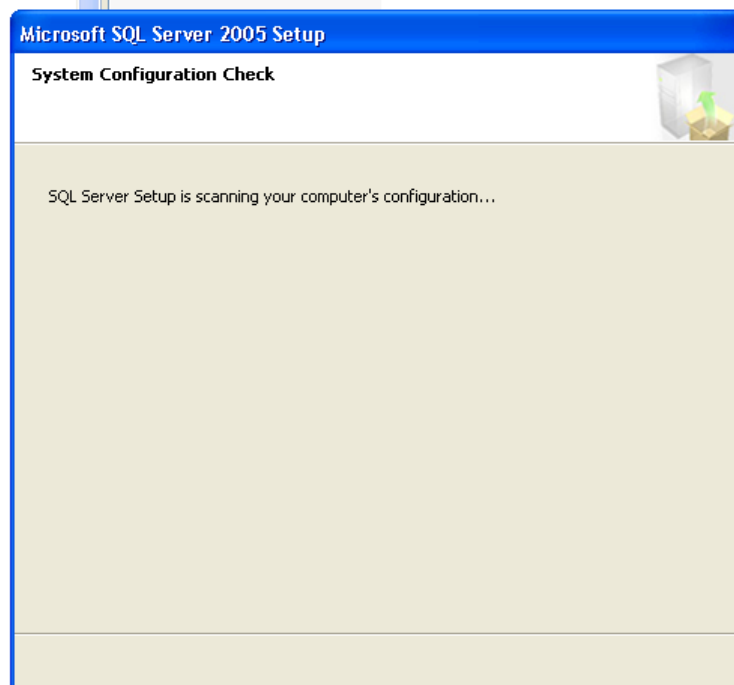 Microsoft SQL Server 2005 Setup
System Configuration Check
SQL Server Setup is scanning your computer's configuration...